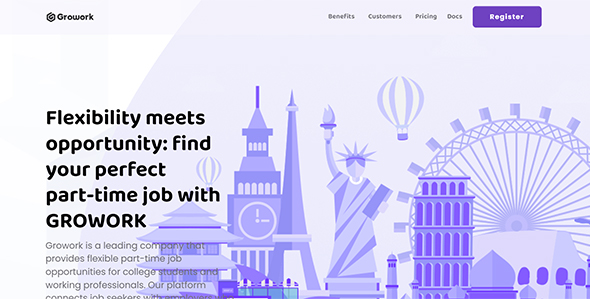 Growork
Benefits
Customers
Pricing
Docs
Register
Flexibility meets
opportunity: find
your perfect
part-time job with
GROWORK
Growork is a leading company that
provides flexible part-time job
opportunities for college students and
working professionals. Our platform
connects job seekers with employers